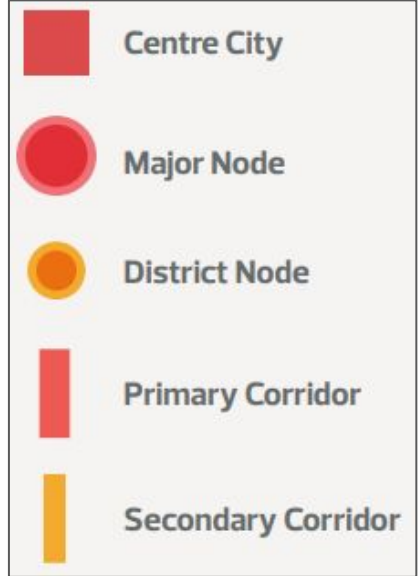 Centre City
Major Node
District Node
Primary Corridor
Secondary Corridor